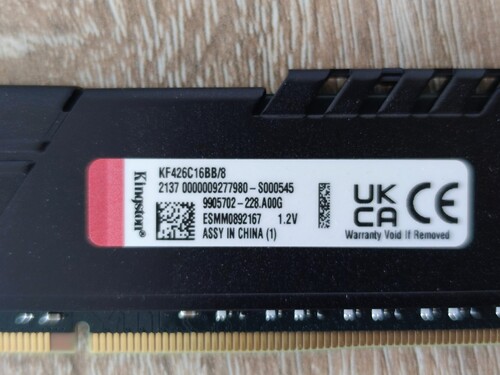 Kingston®
KF426C16BB/8
2137 0000009277980-S000545
9905702-228.A00G
ESMM0892167 1.2V
ASSY IN CHINA (1)
UK
CA CE
Warranty Void If Removed